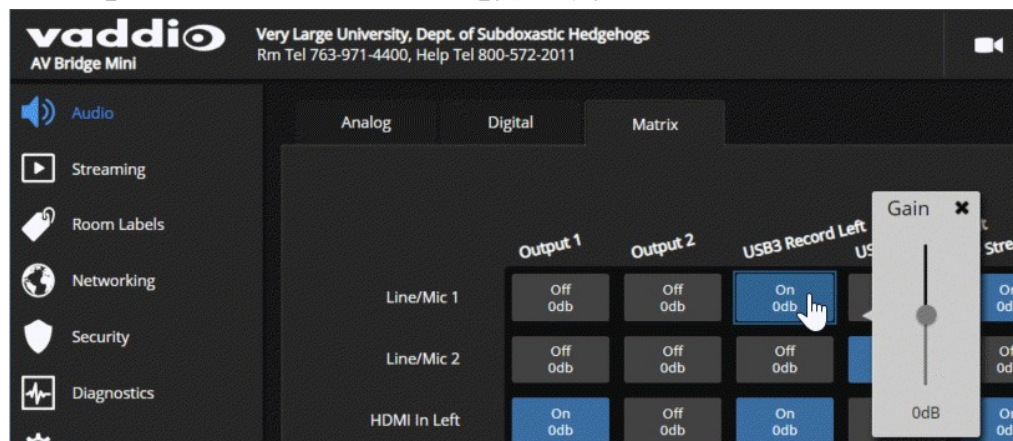 vaddio
AV Bridge Mini
Very Large University, Dept. of Subdoxastic Hedgehogs
Rm Tel 763-971-4400, Help Tel 800-572-2011
Audio
Streaming
Room Labels
Networking
Security
Diagnostics
Analog Digital Matrix
Output 1 Output 2 USB3 Record Left
Gain
Line/Mic 1
Off Off On
0db 0db 0db
Line/Mic 2
Off Off Off
0db 0db 0db
HDMI In Left
On Off On
0db 0db 0db
0dB